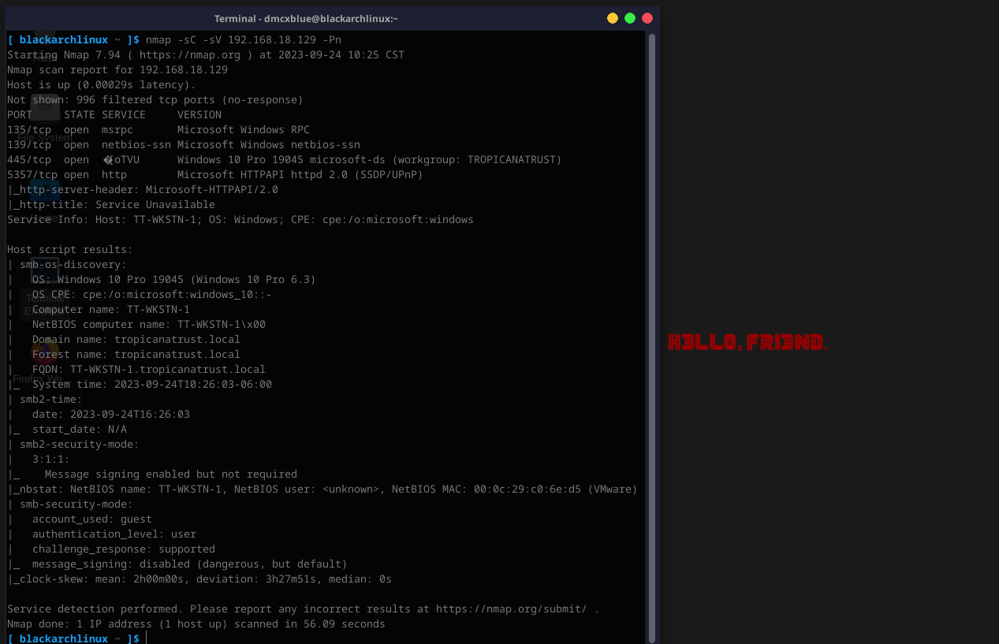 Terminal - dmcxblue@blackarchlinux:~
[ blackarchlinux ~ ]$ nmap -sC -sV 192.168.18.129 -Pn
Starting Nmap 7.94 ( https://nmap.org ) at 2023-09-24 10:25 CST
Nmap scan report for 192.168.18.129
Host is up (0.00029s latency).
Not shown: 996 filtered tcp ports (no-response)
PORT     STATE SERVICE     VERSION
135/tcp  open  msrpc       Microsoft Windows RPC
139/tcp  open  netbios-ssn Microsoft Windows netbios-ssn
445/tcp  open  Windows 10 Pro 19045 microsoft-ds (workgroup: TROPICANATRUST)
5357/tcp open  http        Microsoft HTTPAPI httpd 2.0 (SSDP/UPnP)
|_http-server-header: Microsoft-HTTPAPI/2.0
|_http-title: Service Unavailable
Service Info: Host: TT-WKSTN-1; OS: Windows; CPE: cpe:/o:microsoft:windows
Host script results:
| smb-os-discovery:
|   OS: Windows 10 Pro 19045 (Windows 10 Pro 6.3)
|   OS CPE: cpe:/o:microsoft:windows_10::-
|   Computer name: TT-WKSTN-1
|   NetBIOS computer name: TT-WKSTN-1\x00
|   Domain name: tropicanatrust.local
|   Forest name: tropicanatrust.local
|   FQDN: TT-WKSTN-1.tropicanatrust.local
|_  System time: 2023-09-24T10:26:03-06:00
| smb2-time:
|   date: 2023-09-24T16:26:03
|_  start_date: N/A
| smb2-security-mode:
|   3:1:1:
|_    Message signing enabled but not required
|_nbstat: NetBIOS name: TT-WKSTN-1, NetBIOS user: <unknown>, NetBIOS MAC: 00:0c:29:c0:6e:d5 (VMware)
| smb-security-mode:
|   account_used: guest
|   authentication_level: user
|   challenge_response: supported
|_  message_signing: disabled (dangerous, but default)
|_clock-skew: mean: 2h00m00s, deviation: 3h27m51s, median: 0s
Service detection performed. Please report any incorrect results at https://nmap.org/submit/ .
Nmap done: 1 IP address (1 host up) scanned in 56.09 seconds
[ blackarchlinux ~ ]$
File System
Home
Terminal
Firefox We
H3LLO, FRI3ND.